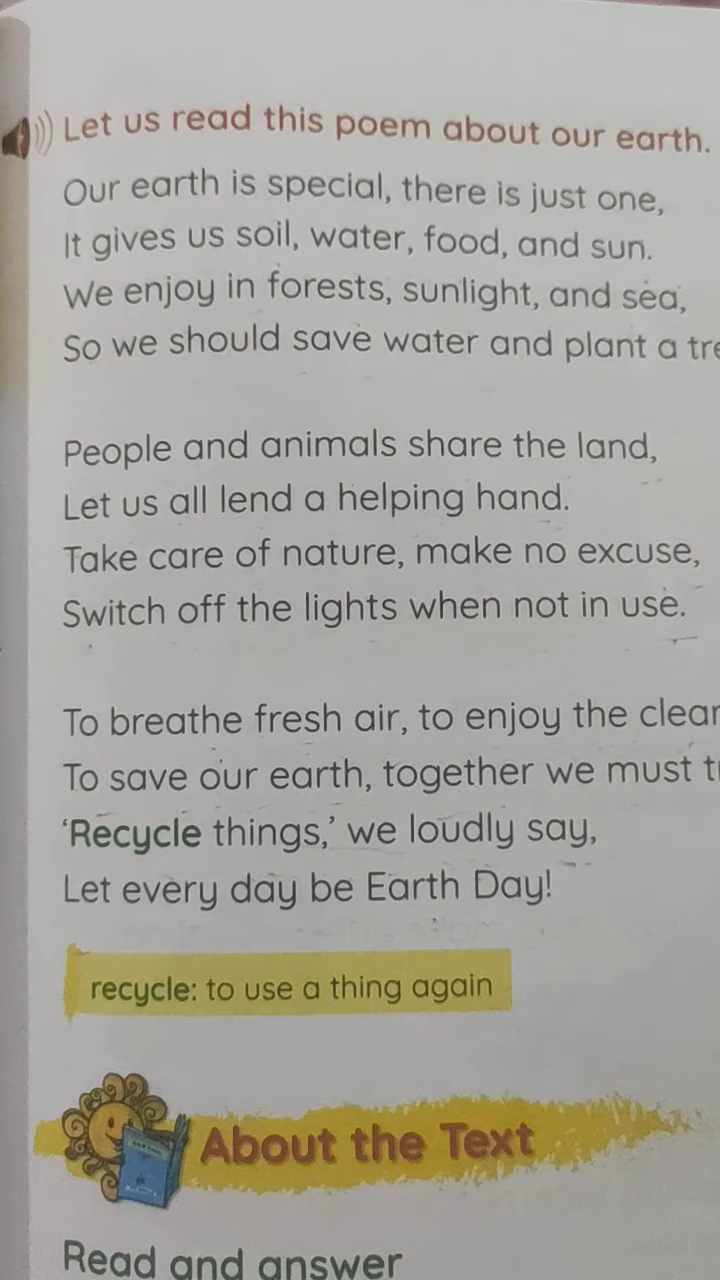 Let us read this poem about our earth.
Our earth is special, there is just one,
It gives us soil, water, food, and sun.
We enjoy in forests, sunlight, and sea,
So we should save water and plant a
People and animals share the land,
Let us all lend a helping hand.
Take care of nature, make no excuse,
Switch off the lights when not in use.
To breathe fresh air, to enjoy the
To save our earth, together we must
‘Recycle things,’ we loudly say,
Let every day be Earth Day!
recycle: to use a thing again
About the Text
Read and answer